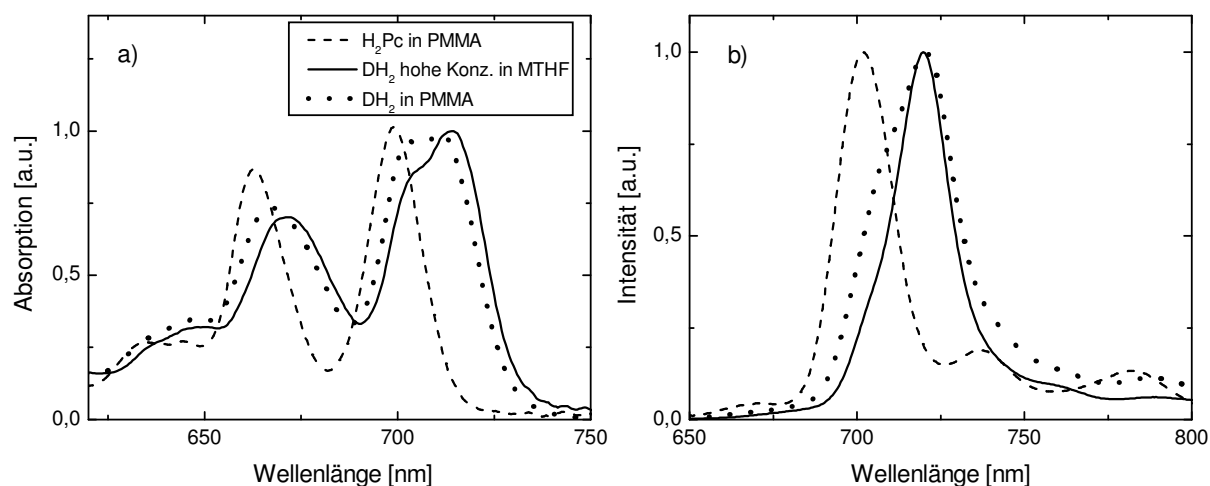 a)
H₂Pc in PMMA
DH₂ hohe Konz. in MTHF
DH₂ in PMMA
1,0
0,5
0,0
650
700
750
Absorption [a.u.]
Wellenlänge [nm]
b)
1,0
0,5
0,0
650
700
750
800
Intensität [a.u.]
Wellenlänge [nm]